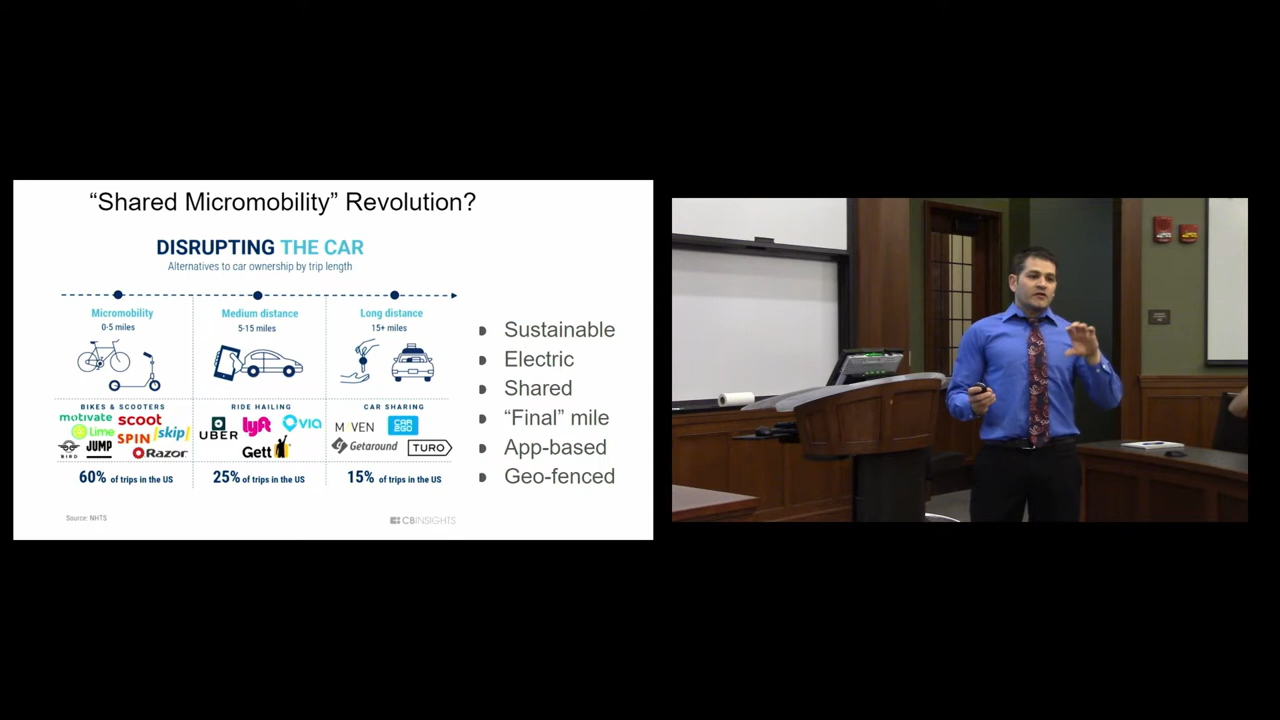 “Shared Micromobility” Revolution?
DISRUPTING THE CAR
Alternatives to car ownership by trip length
Micromobility
0-5 miles
Medium distance
5-15 miles
Long distance
15+ miles
BIKES & SCOOTERS
motivate
scoot
Lime
SPIN
/skip/
BIRD
JUMP
Razor
RIDE HAILING
UBER
lyft
VIA
Gett
CAR SHARING
MAVEN
CAR
2GO
Getaround
TURO
60% of trips in the US
25% of trips in the US
15% of trips in the US
Source: NHTS
CBINSIGHTS
Sustainable
Electric
Shared
“Final” mile
App-based
Geo-fenced